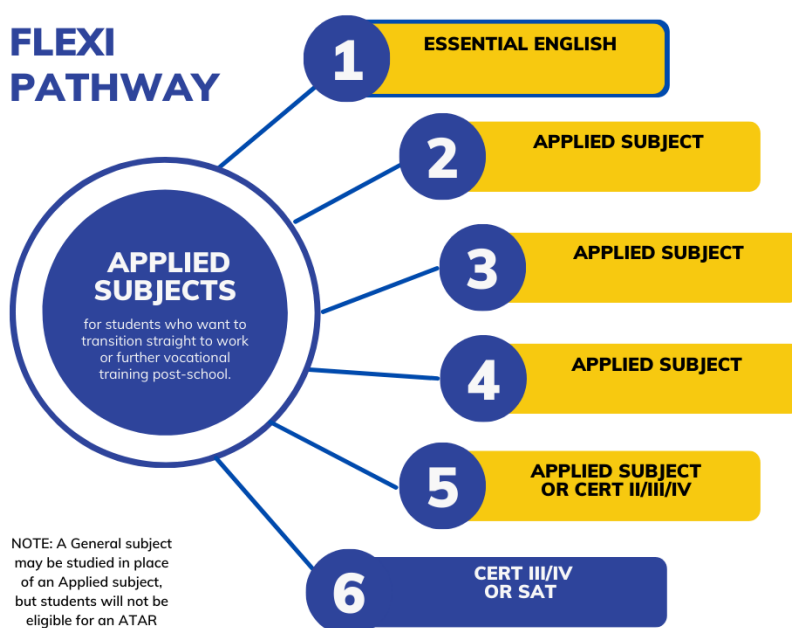 FLEXI
PATHWAY
1
ESSENTIAL ENGLISH
2
APPLIED SUBJECT
3
APPLIED SUBJECT
4
APPLIED SUBJECT
5
APPLIED SUBJECT
OR CERT II/III/IV
6
CERT III/IV
OR SAT
APPLIED
SUBJECTS
for students who want to
transition straight to work
or further vocational
training post-school.
NOTE: A General subject
may be studied in place
of an Applied subject,
but students will not be
eligible for an ATAR